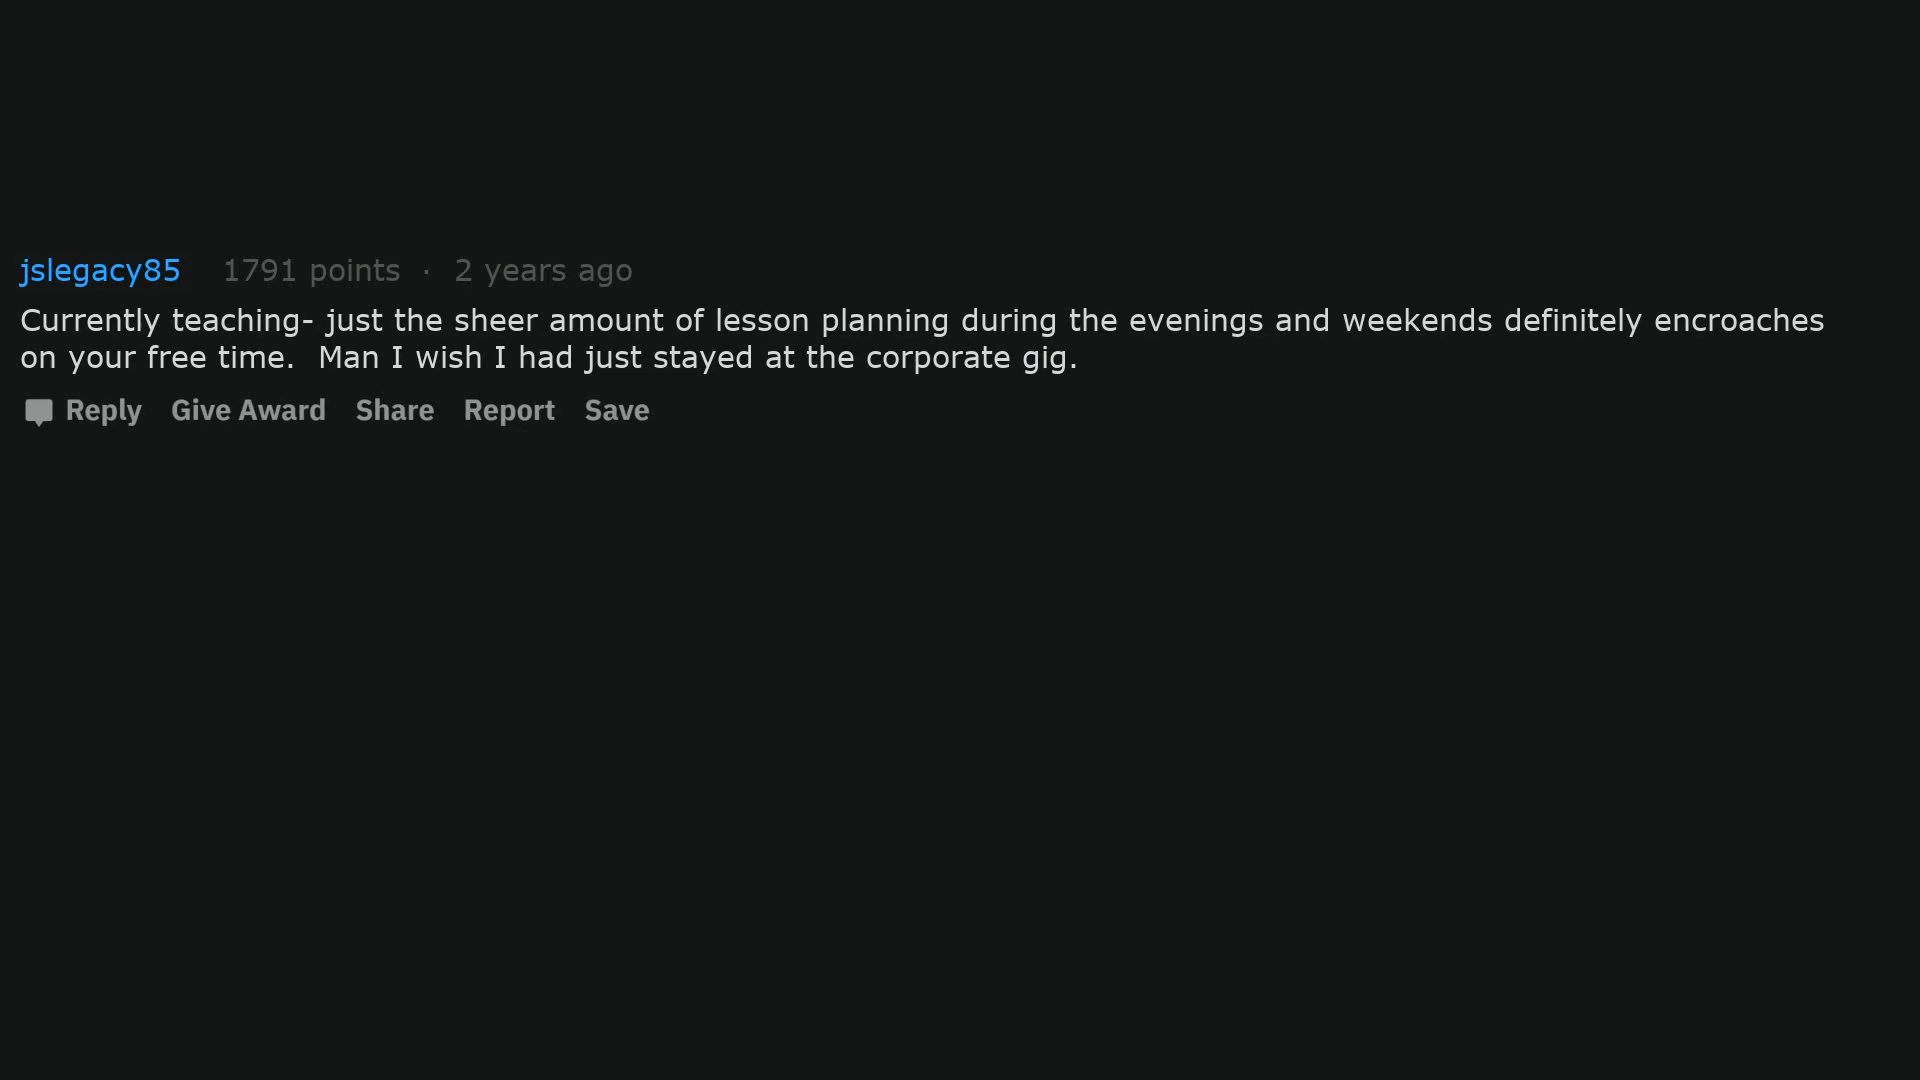 jslegacy85 1791 points · 2 years ago
Currently teaching- just the sheer amount of lesson planning during the evenings and weekends definitely encroaches
on your free time.  Man I wish I had just stayed at the corporate gig.
Reply Give Award Share Report Save